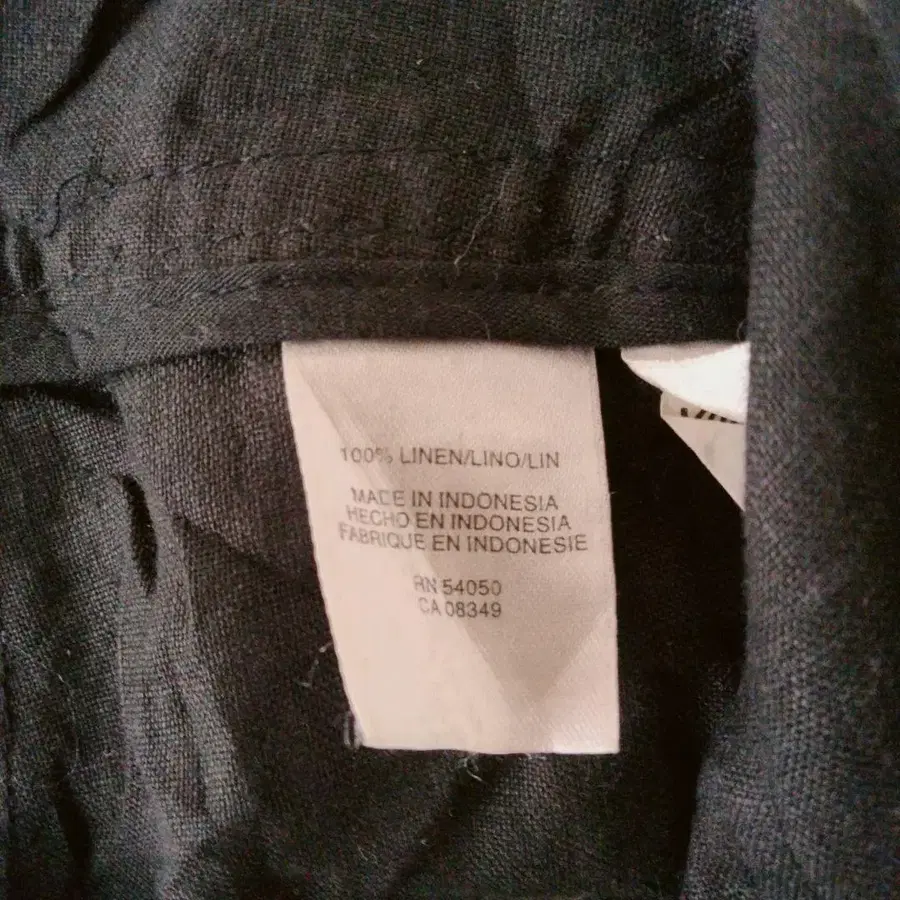 100% LINEN/LINO/LIN
MADE IN INDONESIA
HECHO EN INDONESIA
FABRIQUE EN INDONESIE
RN 54050
CA 08349